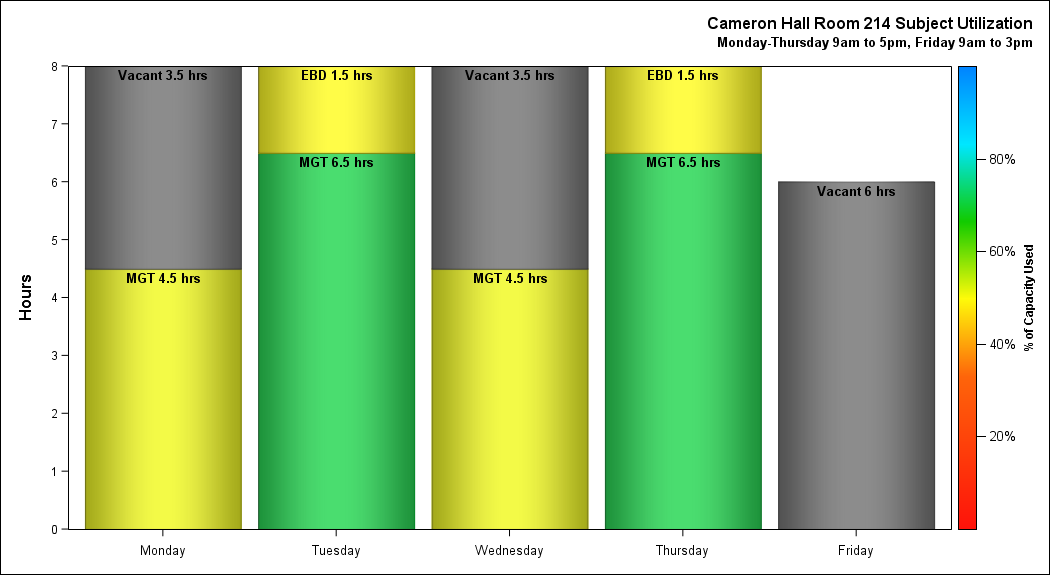 Cameron Hall Room 214 Subject Utilization
Monday-Thursday 9am to 5pm, Friday 9am to 3pm
Hours
8
7
6
5
4
3
2
1
0
Vacant 3.5 hrs
MGT 4.5 hrs
EBD 1.5 hrs
MGT 6.5 hrs
Vacant 3.5 hrs
MGT 4.5 hrs
EBD 1.5 hrs
MGT 6.5 hrs
Vacant 6 hrs
Monday
Tuesday
Wednesday
Thursday
Friday
80%
60%
40%
20%
% of Capacity Used